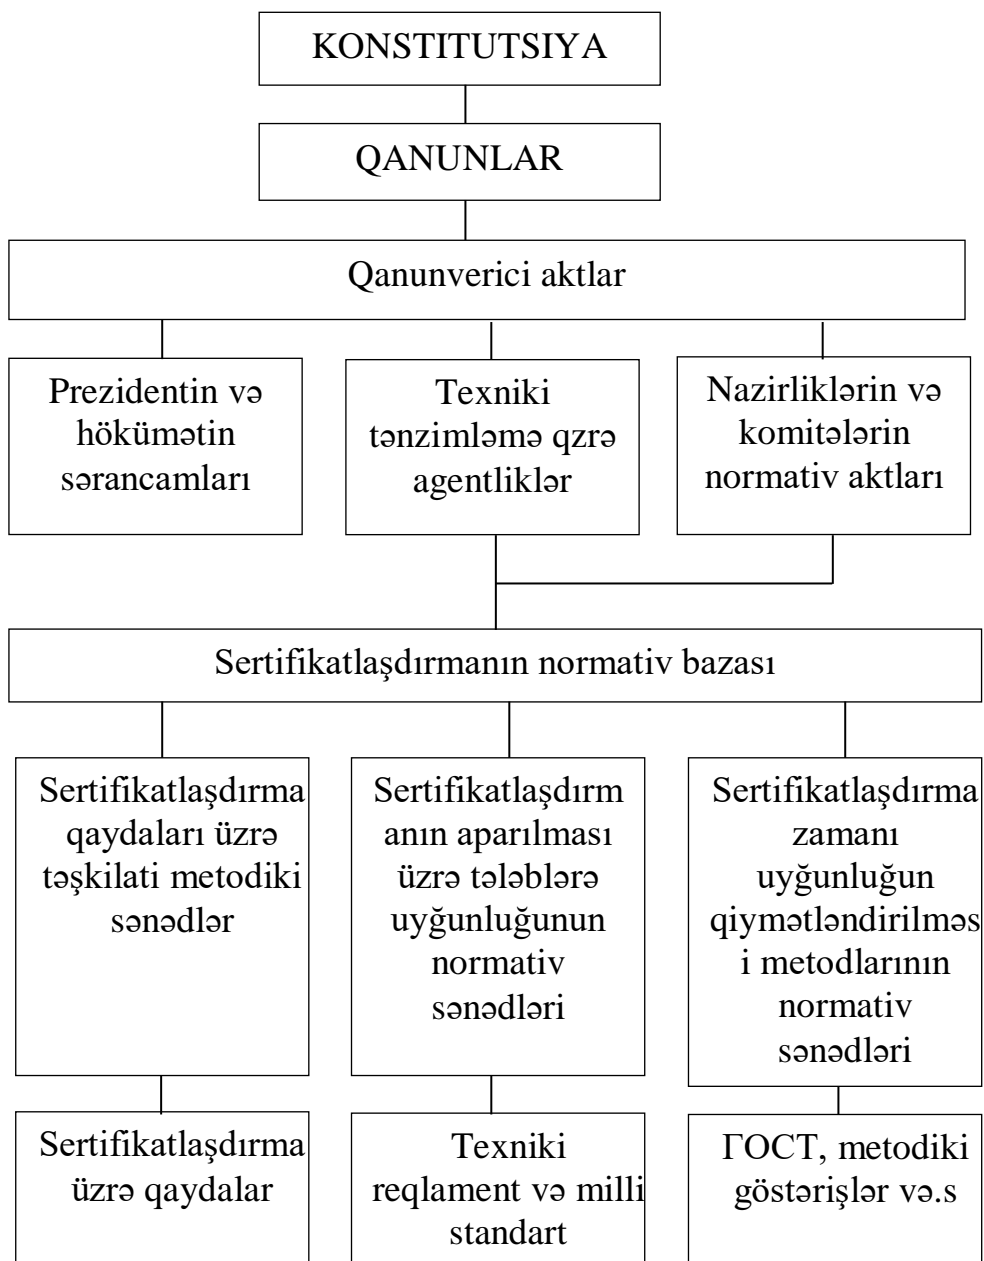 KONSTITUTSIYA
QANUNLAR
Qanunverici aktlar
Prezidentin və
hökümətin
sərancamları
Texniki
tənzimləmə qzrə
agentliklər
Nazirliklərin və
komitələrin
normativ aktları
Sertifikatlaşdırmanın normativ bazası
Sertifikatlaşdırma
qaydaları üzrə
təşkilati metodiki
sənədlər
Sertifikatlaşdırm
anın aparılması
üzrə tələblərə
uyğunluğunun
normativ
sənədləri
Sertifikatlaşdırma
zamanı
uyğunluğun
qiymətləndirilməs
i metodlarının
normativ
sənədləri
Sertifikatlaşdırma
üzrə qaydalar
Texniki
reqlament və milli
standart
ГОСТ, metodiki
göstərişlər və.s